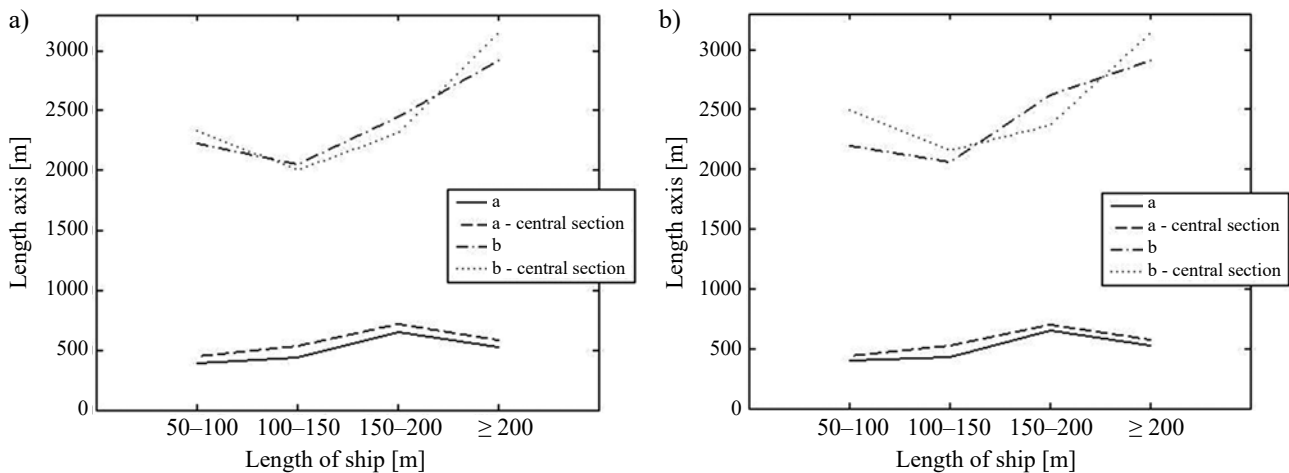 a)
Length axis [m]
3000
2500
2000
1500
1000
500
0
a
a - central section
b
b - central section
50–100 100–150 150–200 ≥ 200
Length of ship [m]
b)
Length axis [m]
3000
2500
2000
1500
1000
500
0
a
a - central section
b
b - central section
50–100 100–150 150–200 ≥ 200
Length of ship [m]